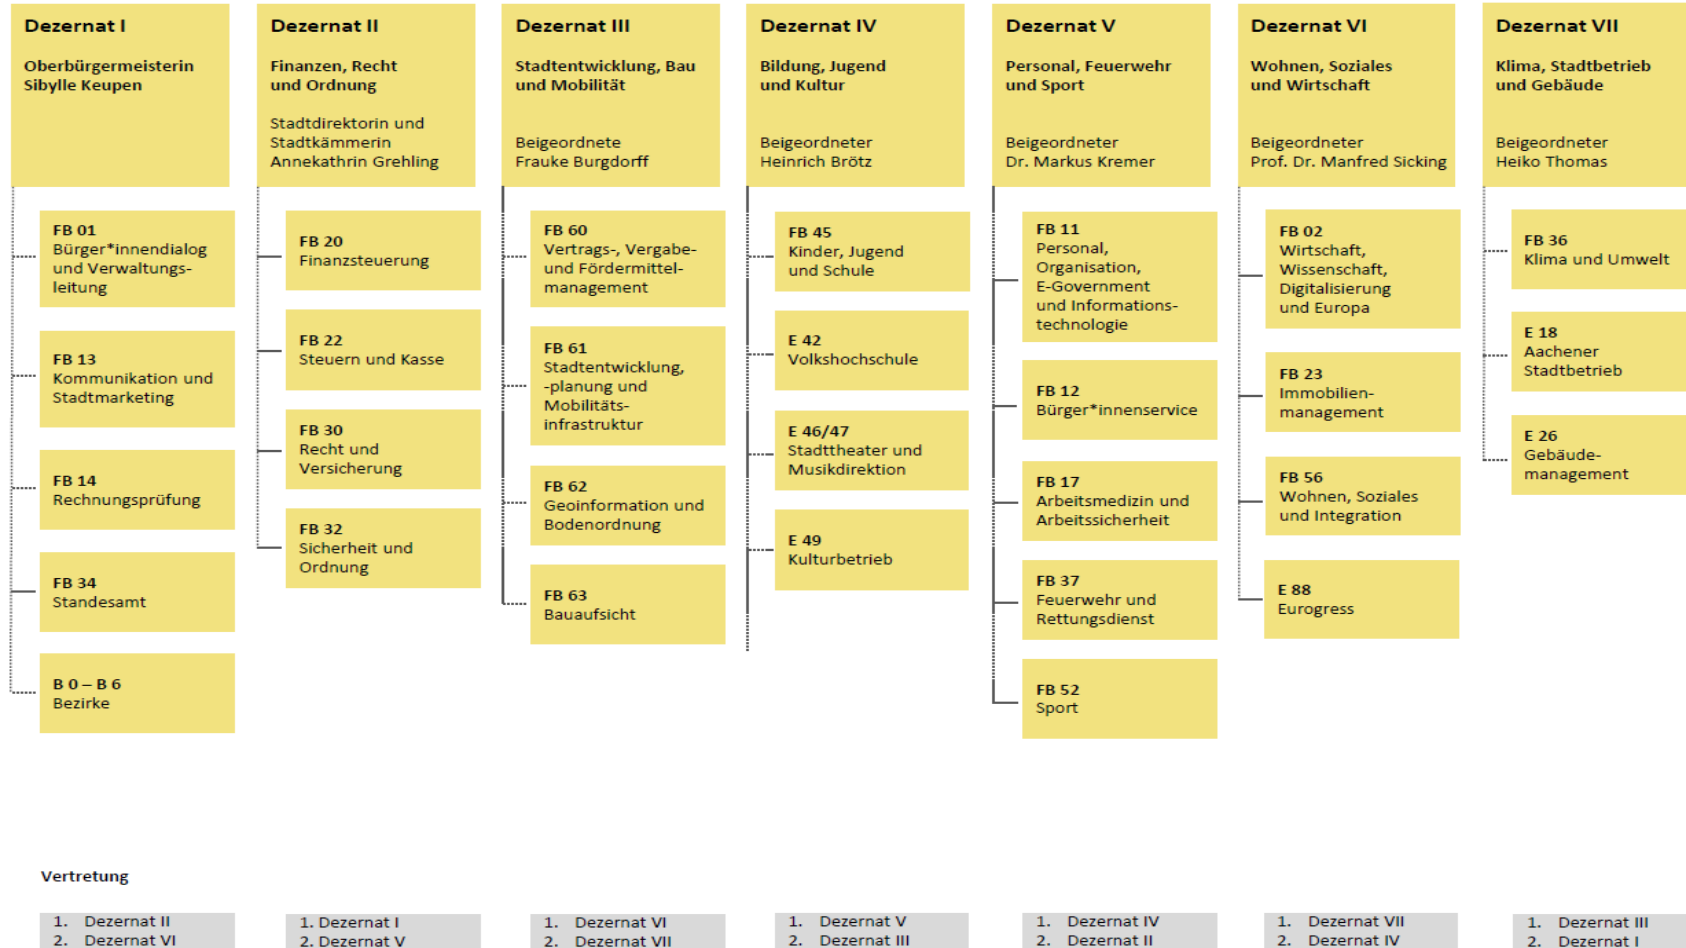 Dezernat I
Oberbürgermeisterin
Sibylle Keupen
FB 01
Bürger*innendialog
und Verwaltungs-
leitung
FB 13
Kommunikation und
Stadtmarketing
FB 14
Rechnungsprüfung
FB 34
Standesamt
B 0 – B 6
Bezirke
Dezernat II
Finanzen, Recht
und Ordnung
Stadtdirektorin und
Stadtkämmerin
Annekathrin Grehling
FB 20
Finanzsteuerung
FB 22
Steuern und Kasse
FB 30
Recht und
Versicherung
FB 32
Sicherheit und
Ordnung
Dezernat III
Stadtentwicklung, Bau
und Mobilität
Beigeordnete
Frauke Burgdorff
FB 60
Vertrags-, Vergabe-
und Fördermittel-
management
FB 61
Stadtentwicklung,
-planung und
Mobilitäts-
infrastruktur
FB 62
Geoinformation und
Bodenordnung
FB 63
Bauaufsicht
Dezernat IV
Bildung, Jugend
und Kultur
Beigeordneter
Heinrich Brötz
FB 45
Kinder, Jugend
und Schule
E 42
Volkshochschule
E 46/47
Stadttheater und
Musikdirektion
E 49
Kulturbetrieb
Dezernat V
Personal, Feuerwehr
und Sport
Beigeordneter
Dr. Markus Kremer
FB 11
Personal,
Organisation,
E-Government
und Informations-
technologie
FB 12
Bürger*innenservice
FB 17
Arbeitsmedizin und
Arbeitssicherheit
FB 37
Feuerwehr und
Rettungsdienst
FB 52
Sport
Dezernat VI
Wohnen, Soziales
und Wirtschaft
Beigeordneter
Prof. Dr. Manfred Sicking
FB 02
Wirtschaft,
Wissenschaft,
Digitalisierung
und Europa
FB 23
Immobilien-
management
FB 56
Wohnen, Soziales
und Integration
E 88
Eurogress
Dezernat VII
Klima, Stadtbetrieb
und Gebäude
Beigeordneter
Heiko Thomas
FB 36
Klima und Umwelt
E 18
Aachener
Stadtbetrieb
E 26
Gebäude-
management
Vertretung
1. Dezernat II
2. Dezernat VI
1. Dezernat I
2. Dezernat V
1. Dezernat VI
2. Dezernat VII
1. Dezernat V
2. Dezernat III
1. Dezernat IV
2. Dezernat II
1. Dezernat VII
2. Dezernat IV
1. Dezernat III
2. Dezernat I